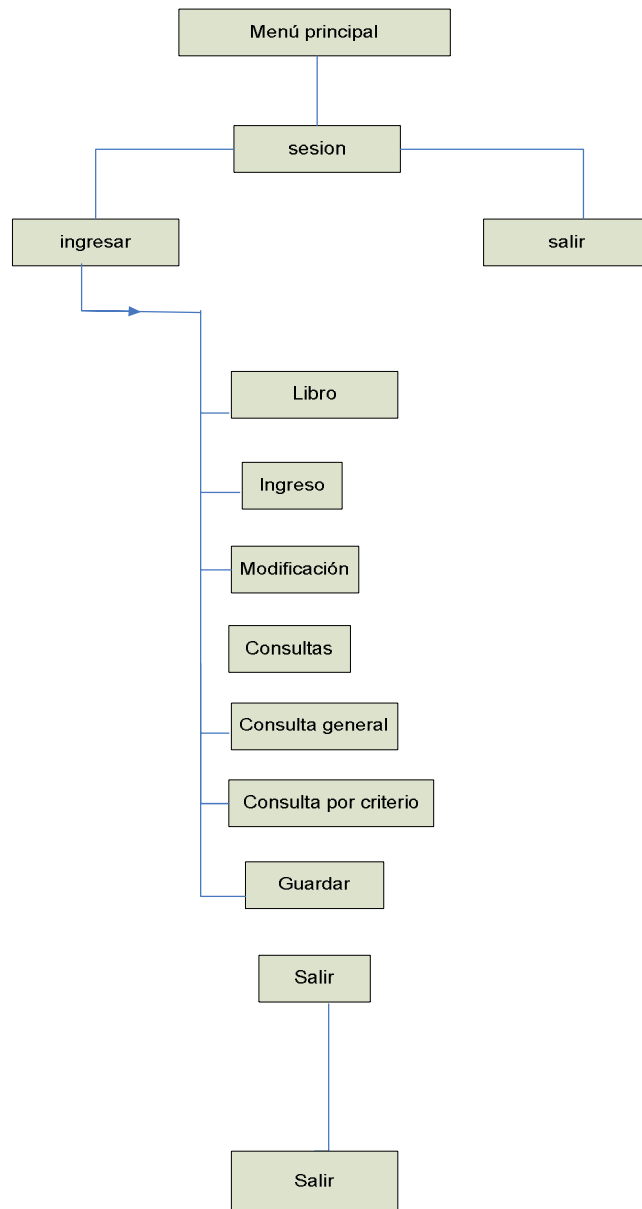 Menú principal
sesion
ingresar
salir
Libro
Ingreso
Modificación
Consultas
Consulta general
Consulta por criterio
Guardar
Salir
Salir